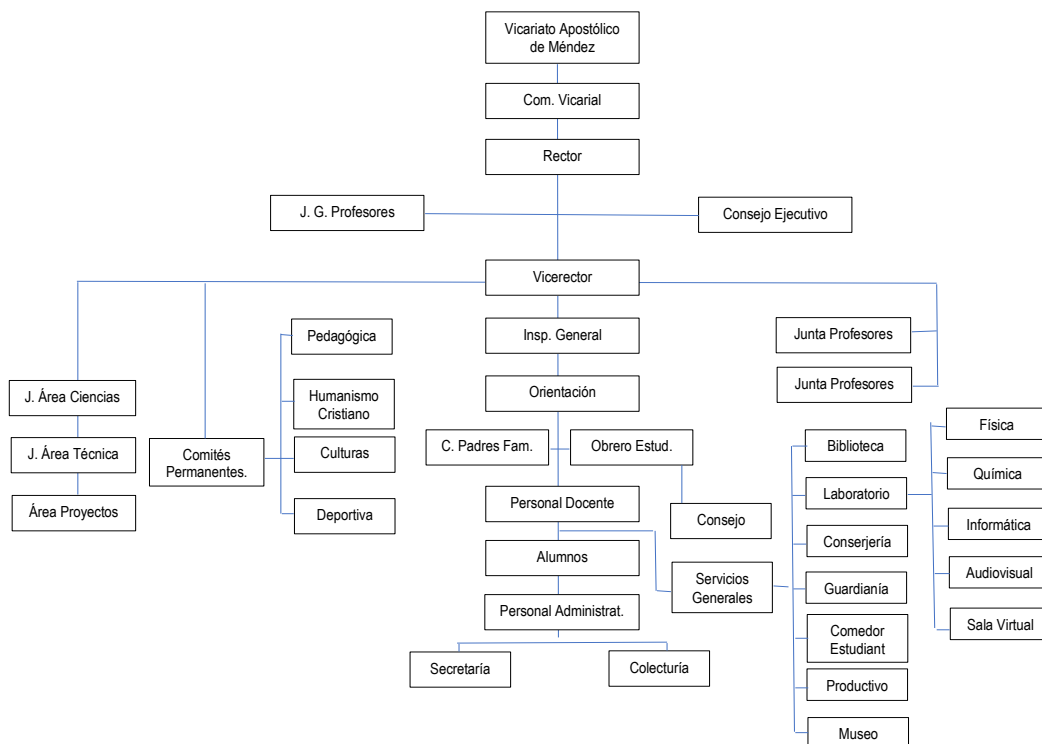 Vicariato Apostólico
de Méndez
Com. Vicarial
Rector
J. G. Profesores
Consejo Ejecutivo
Vicerector
Insp. General
Orientación
Pedagógica
Humanismo
Cristiano
Culturas
Deportiva
J. Área Ciencias
J. Área Técnica
Área Proyectos
Comités
Permanentes.
Junta Profesores
Junta Profesores
C. Padres Fam.
Obrero Estud.
Consejo
Personal Docente
Alumnos
Personal Administrat.
Secretaría
Colecturía
Servicios
Generales
Biblioteca
Laboratorio
Conserjería
Guardianía
Comedor
Estudiant
Productivo
Museo
Física
Química
Informática
Audiovisual
Sala Virtual